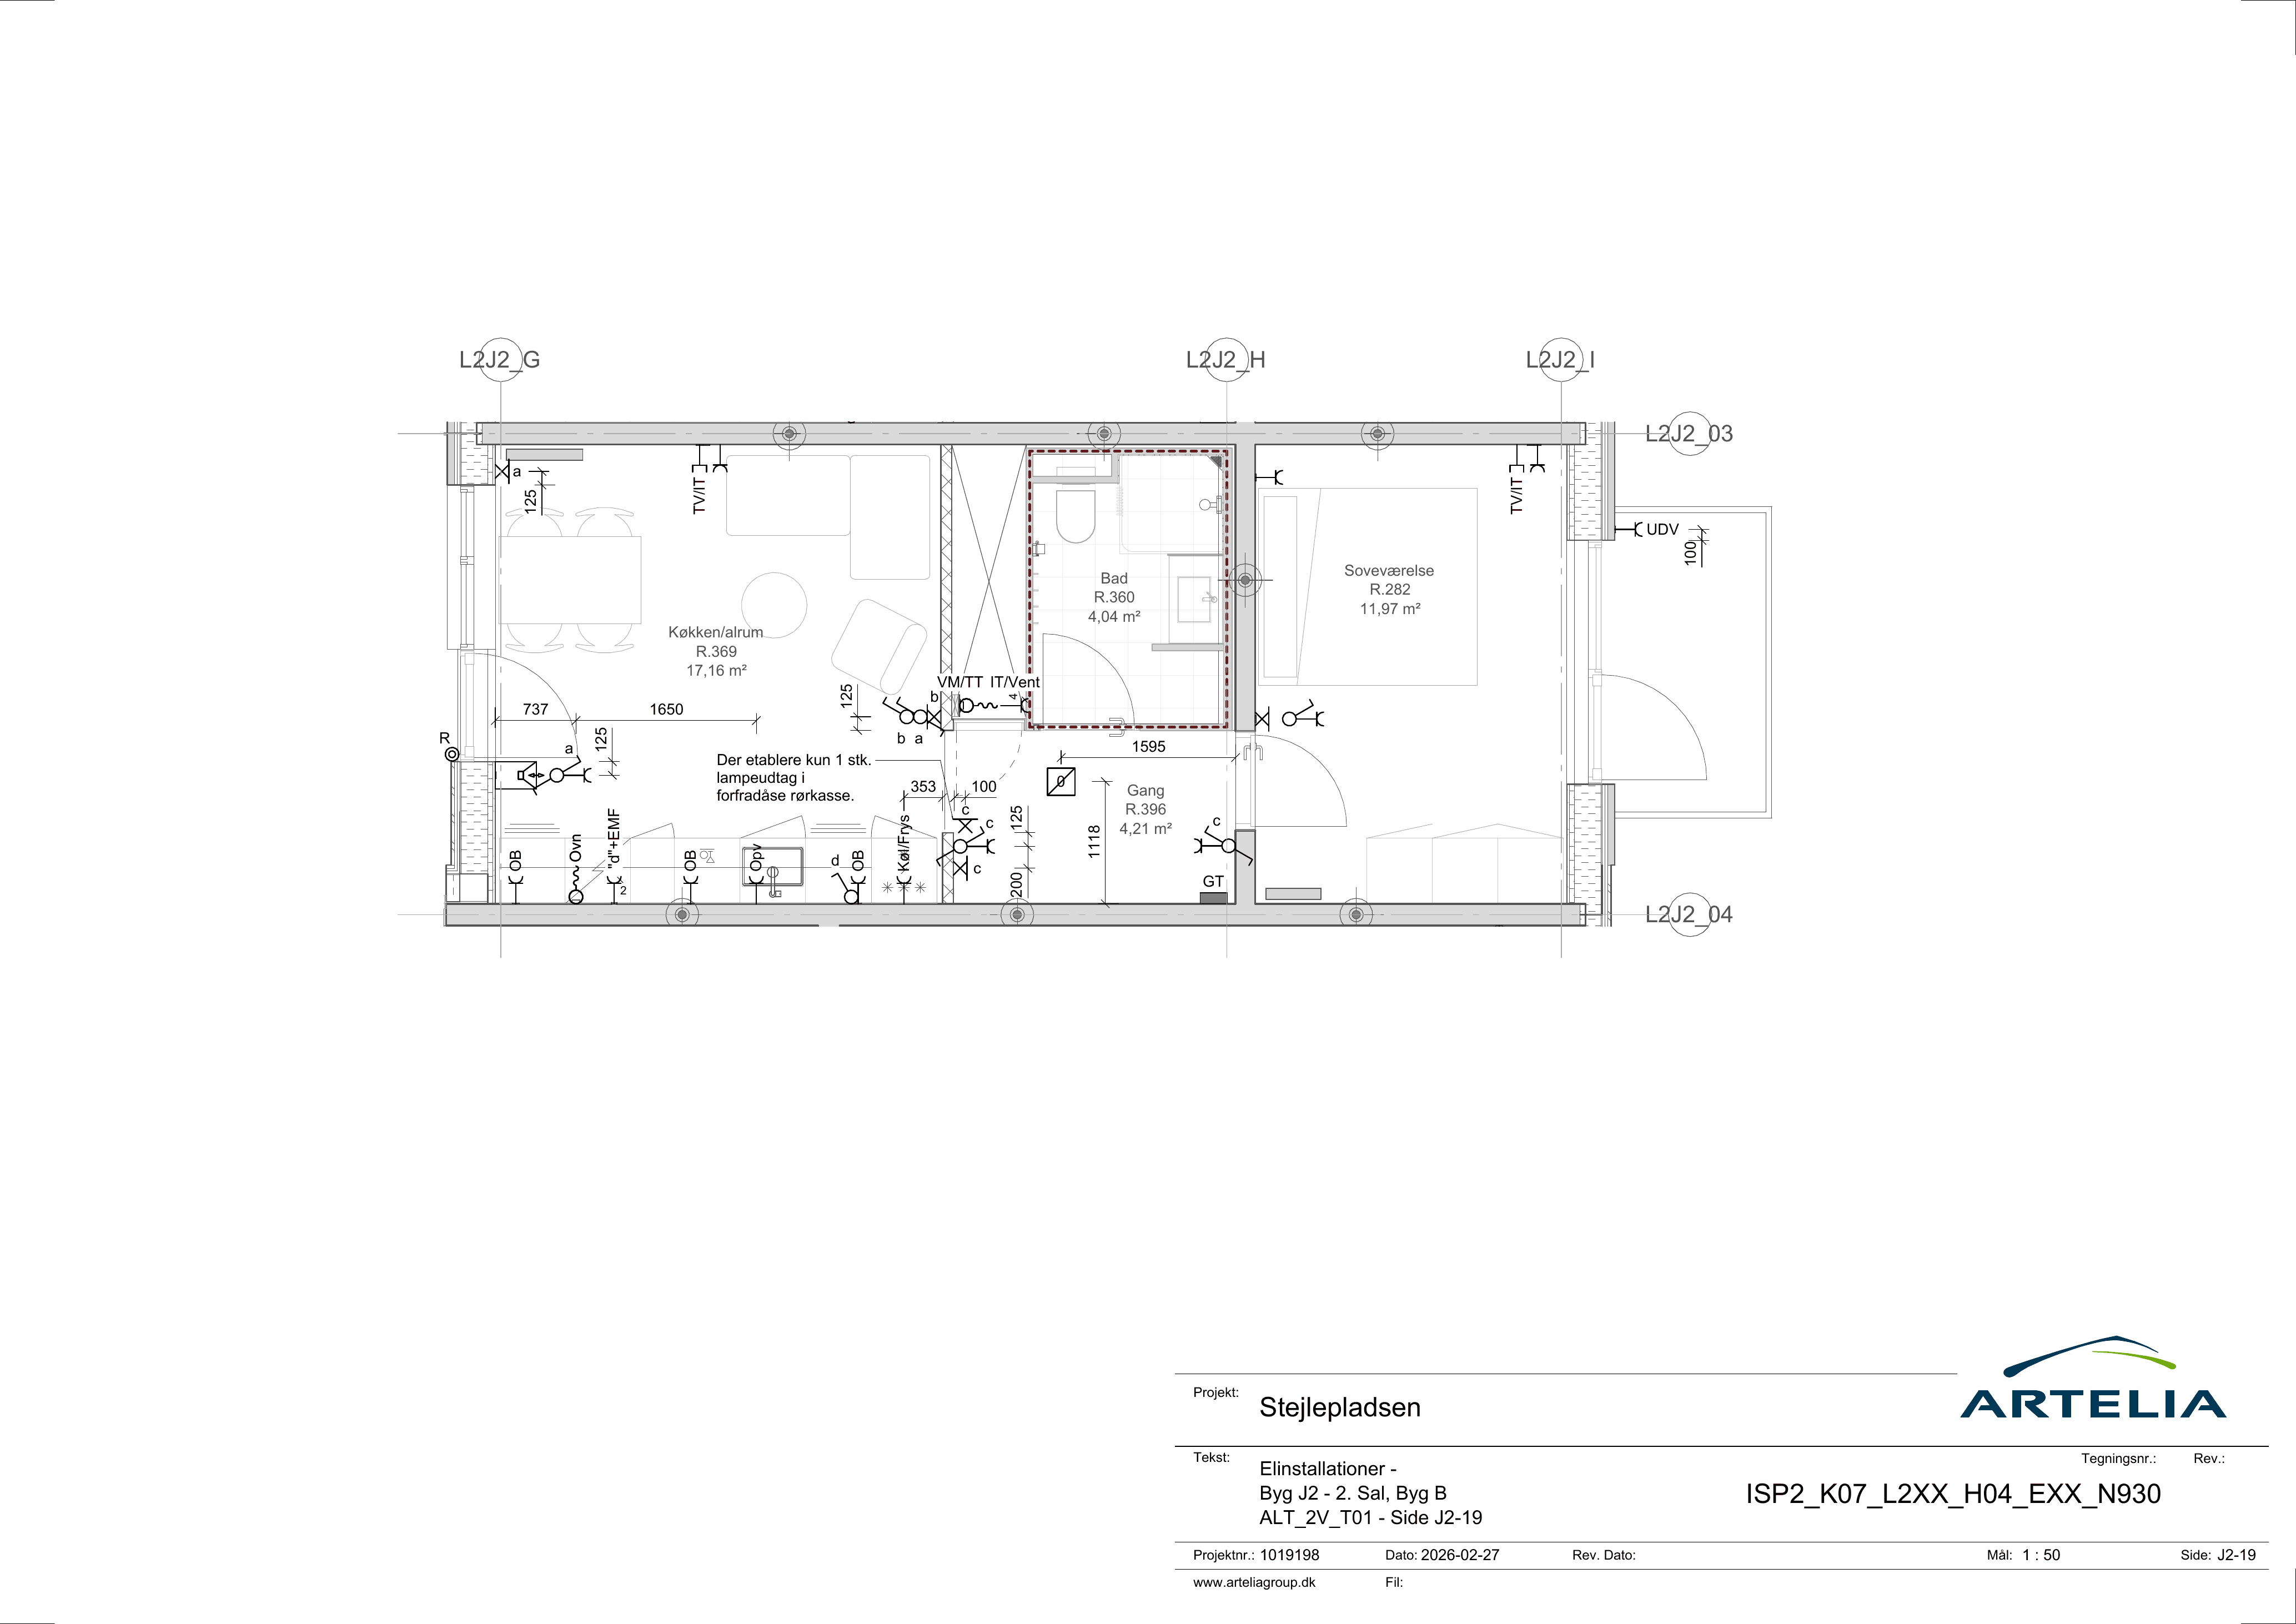 L2J2_G
L2J2_H
L2J2_I
L2J2_03
a
125
TV/IT
TV/IT
UDV
100
Bad
R.360
4,04 m²
Soveværelse
R.282
11,97 m²
Køkken/alrum
R.369
17,16 m²
VM/TT IT/Vent
4
125
b
b a
737
1650
R
a
125
1595
Der etablere kun 1 stk.
lampeudtag i
forfradåse rørkasse.
0
353
100
Gang
R.396
4,21 m²
c
c
125
c
1118
c
200
OB
Ovn
"d"+EMF
2
OB
Opv
d
OB
Køl/Frys
GT
L2J2_04
ARTELIA
Projekt:
Stejlepladsen
Tekst:
Elinstallationer -
Byg J2 - 2. Sal, Byg B
ALT_2V_T01 - Side J2-19
Tegningsnr.:
Rev.:
ISP2_K07_L2XX_H04_EXX_N930
Projektnr.: 1019198
Dato: 2026-02-27
Rev. Dato:
Mål: 1 : 50
Side: J2-19
www.arteliagroup.dk
Fil: